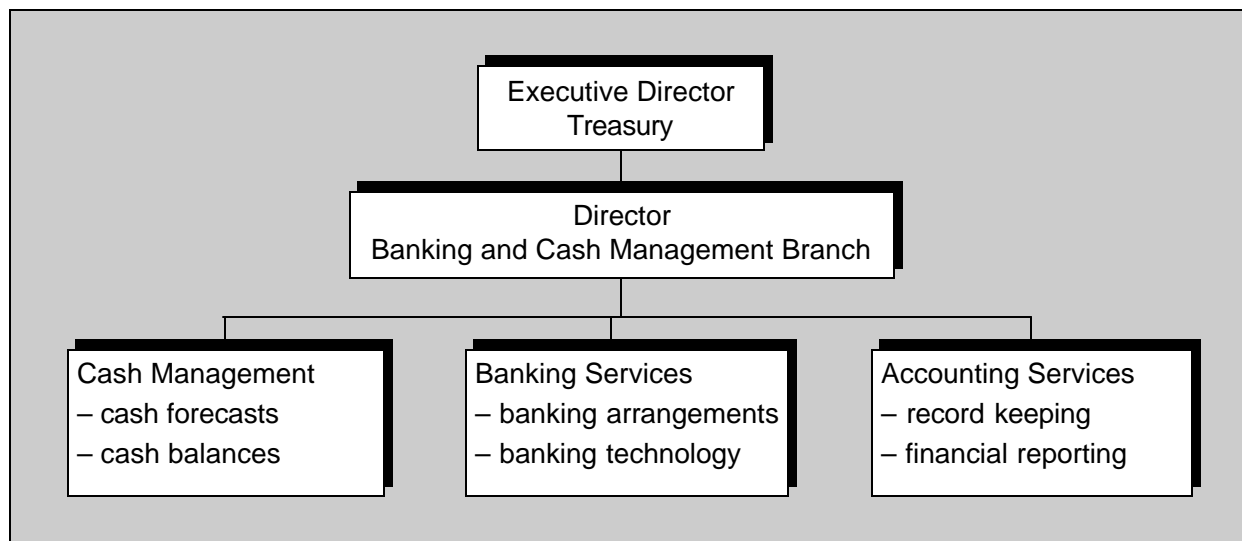 Executive Director
Treasury
Director
Banking and Cash Management Branch
Cash Management
– cash forecasts
– cash balances
Banking Services
– banking arrangements
– banking technology
Accounting Services
– record keeping
– financial reporting